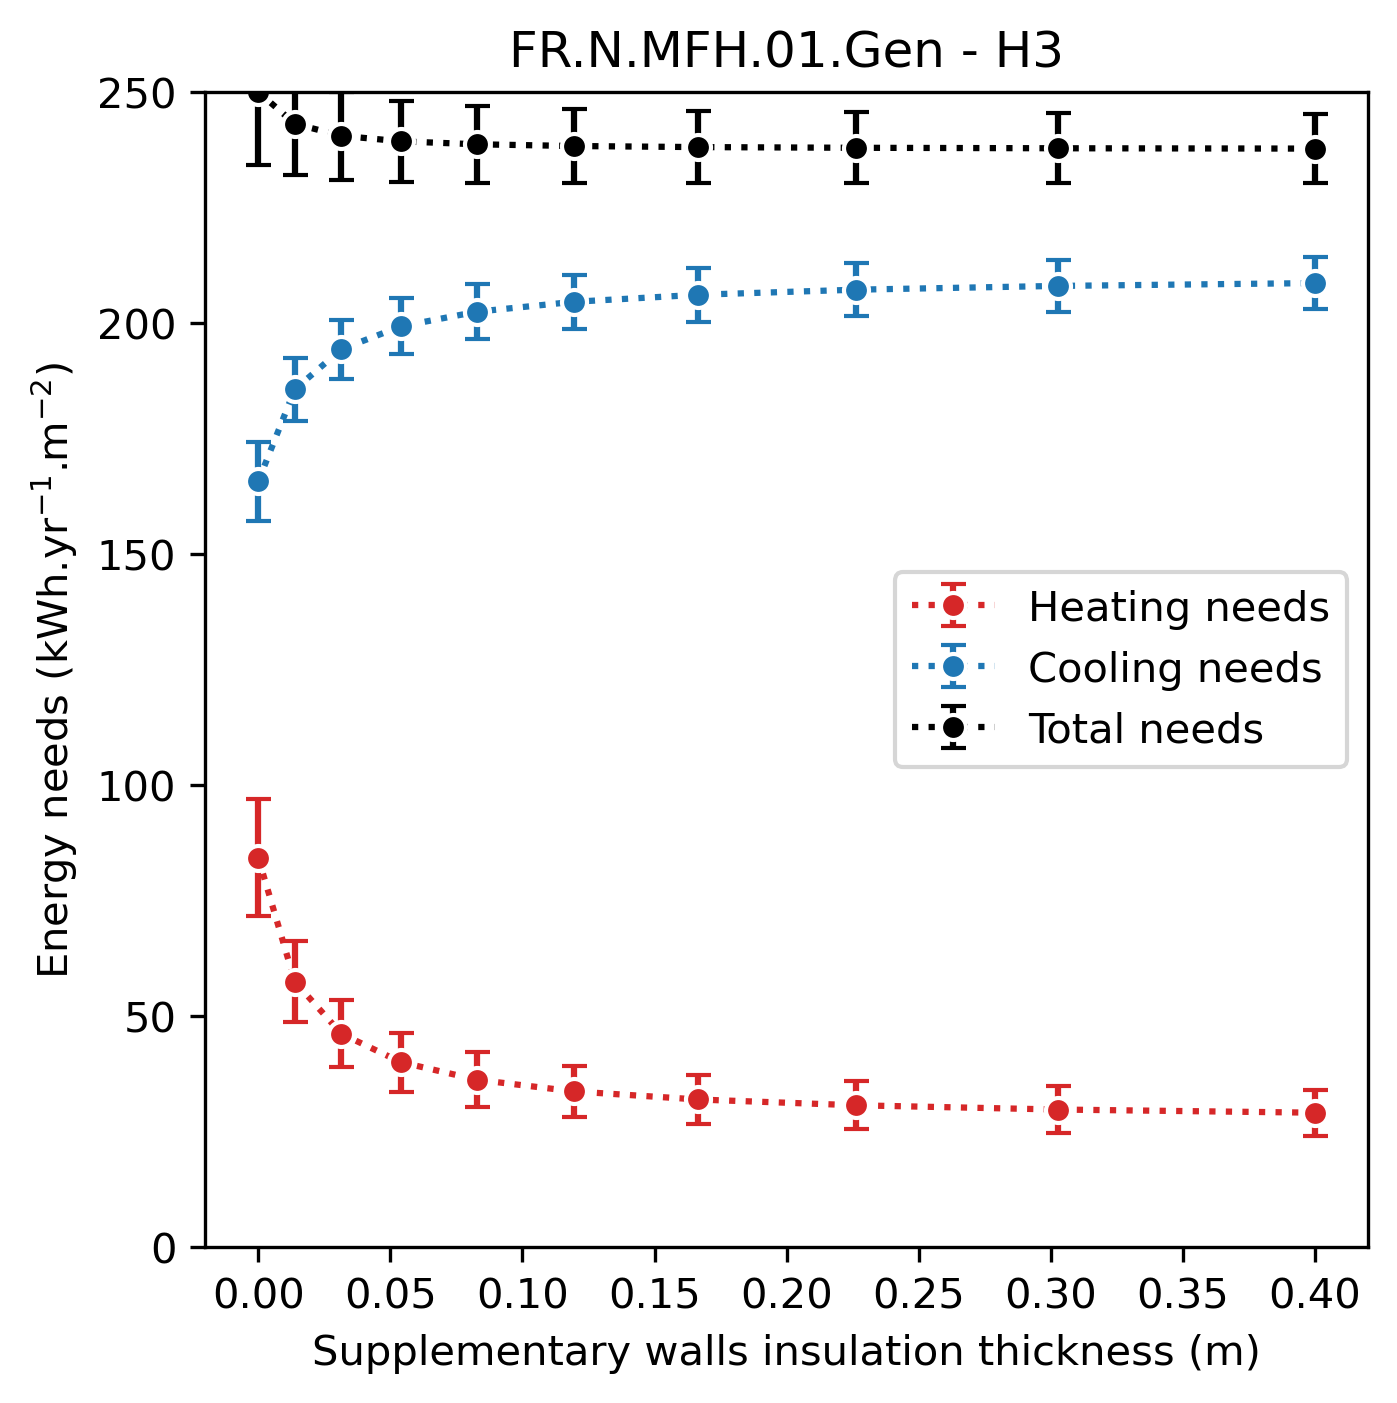 FR.N.MFH.01.Gen - H3
250
200
150
100
50
0
Energy needs (kWh.yr⁻¹.m⁻²)
Heating needs
Cooling needs
Total needs
0.00 0.05 0.10 0.15 0.20 0.25 0.30 0.35 0.40
Supplementary walls insulation thickness (m)